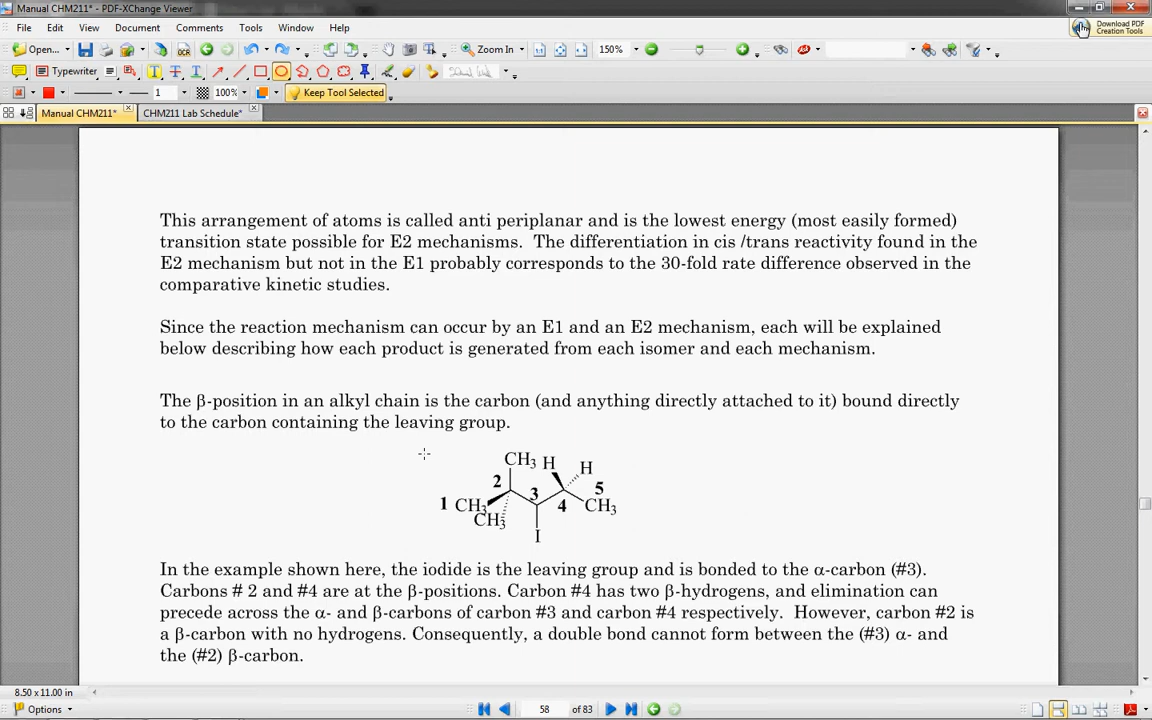 Manual CHM211* - PDF-XChange Viewer
File Edit View Document Comments Tools Window Help
Download PDF
Creation Tools
Open... OCR Zoom In 150%
Typewriter
1 100% Keep Tool Selected
Manual CHM211* CHM211 Lab Schedule*
This arrangement of atoms is called anti periplanar and is the lowest energy (most easily formed)
transition state possible for E2 mechanisms. The differentiation in cis /trans reactivity found in the
E2 mechanism but not in the E1 probably corresponds to the 30-fold rate difference observed in the
comparative kinetic studies.
Since the reaction mechanism can occur by an E1 and an E2 mechanism, each will be explained
below describing how each product is generated from each isomer and each mechanism.
The β-position in an alkyl chain is the carbon (and anything directly attached to it) bound directly
to the carbon containing the leaving group.
CH3 H H
2 3 5
1 CH3 4 CH3
CH3
I
In the example shown here, the iodide is the leaving group and is bonded to the α-carbon (#3).
Carbons # 2 and #4 are at the β-positions. Carbon #4 has two β-hydrogens, and elimination can
precede across the α- and β-carbons of carbon #3 and carbon #4 respectively. However, carbon #2 is
a β-carbon with no hydrogens. Consequently, a double bond cannot form between the (#3) α- and
the (#2) β-carbon.
8.50 x 11.00 in
Options 58 of 83